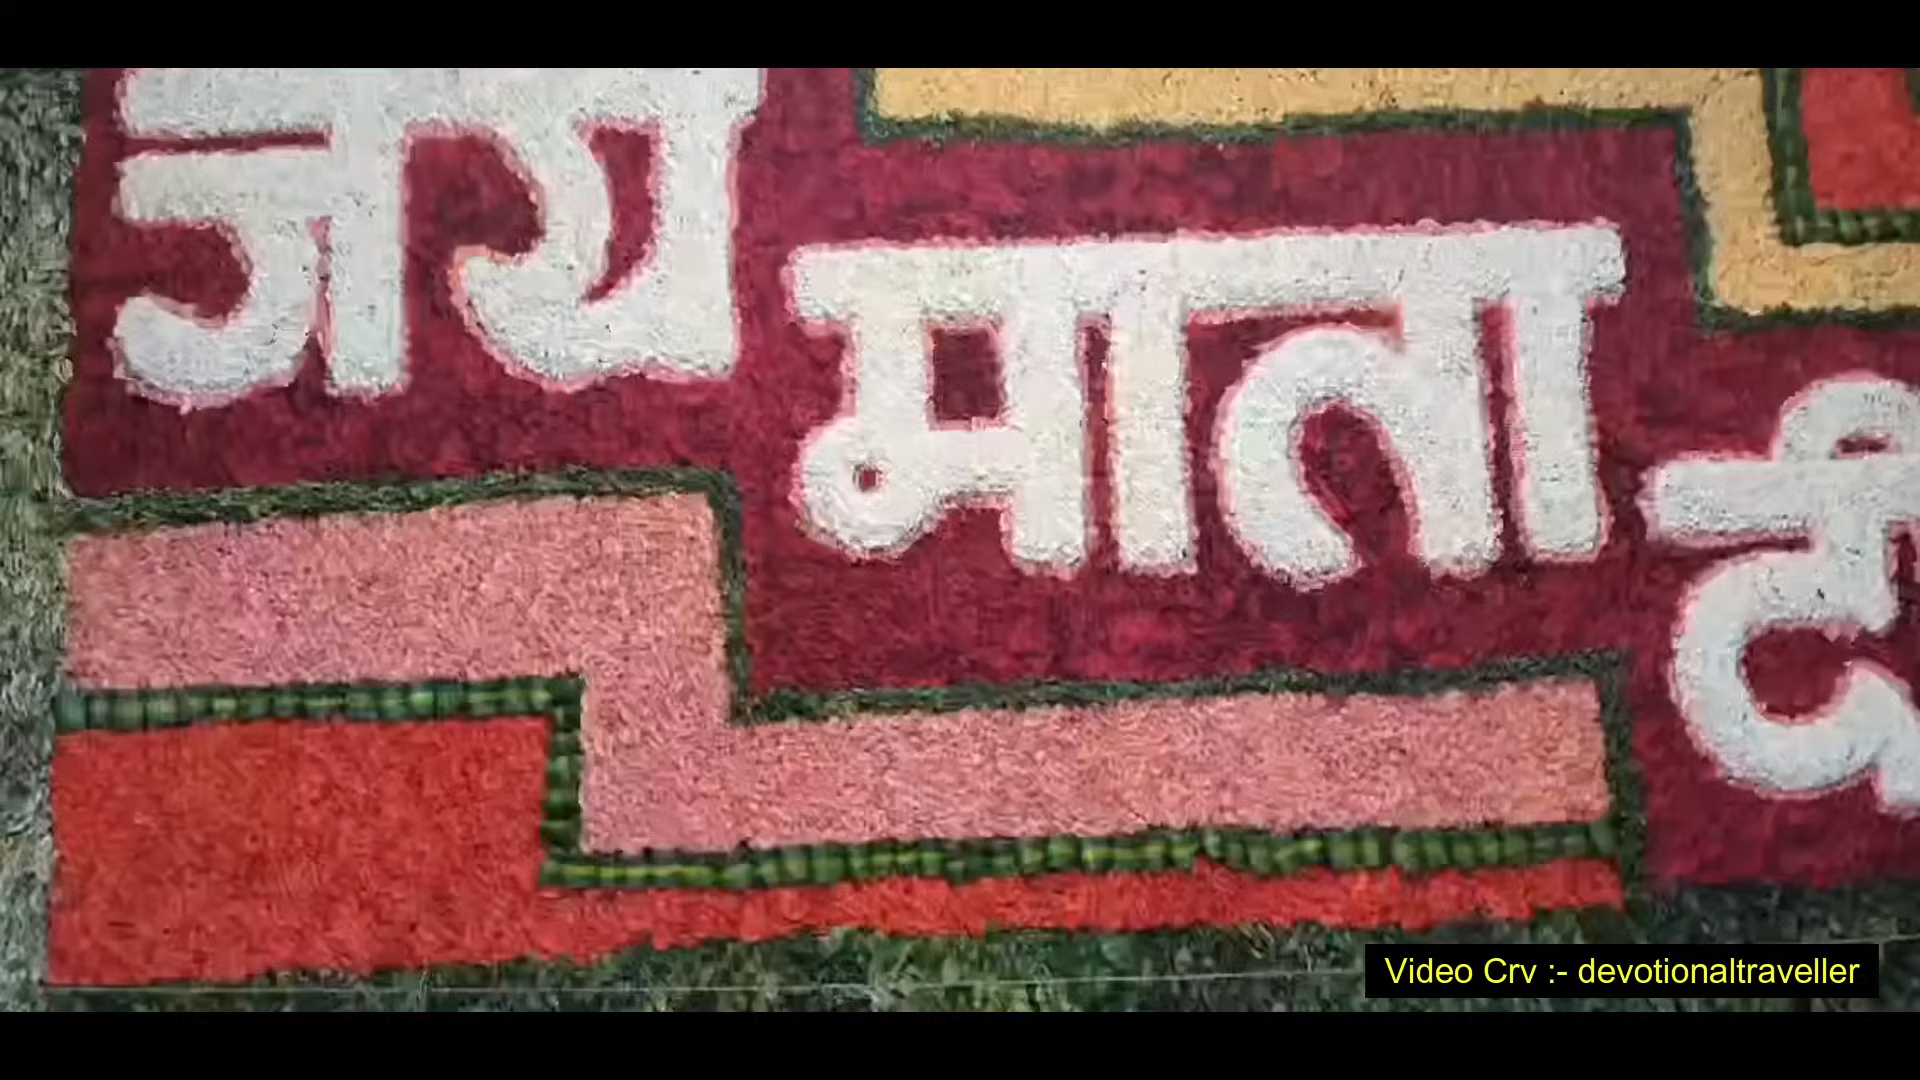 जय
माता
दी
Video Crv :- devotionaltraveller